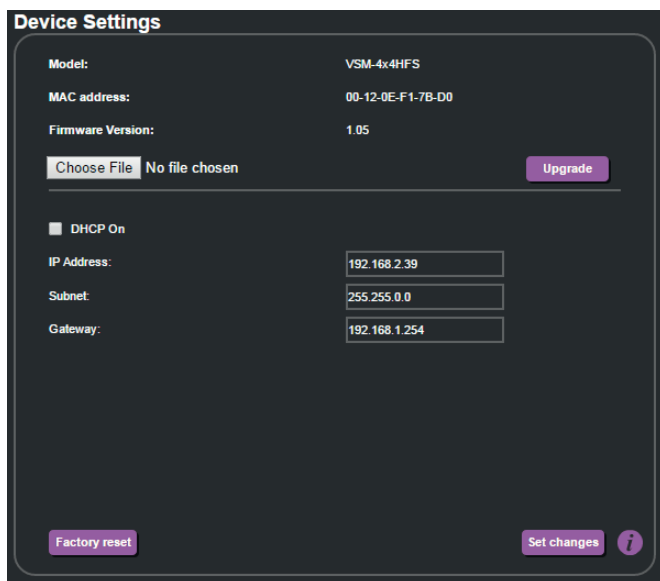 Device Settings
Model: VSM-4x4HFS
MAC address: 00-12-0E-F1-7B-D0
Firmware Version: 1.05
Choose File No file chosen Upgrade
DHCP On
IP Address: 192.168.2.39
Subnet: 255.255.0.0
Gateway: 192.168.1.254
Factory reset Set changes i